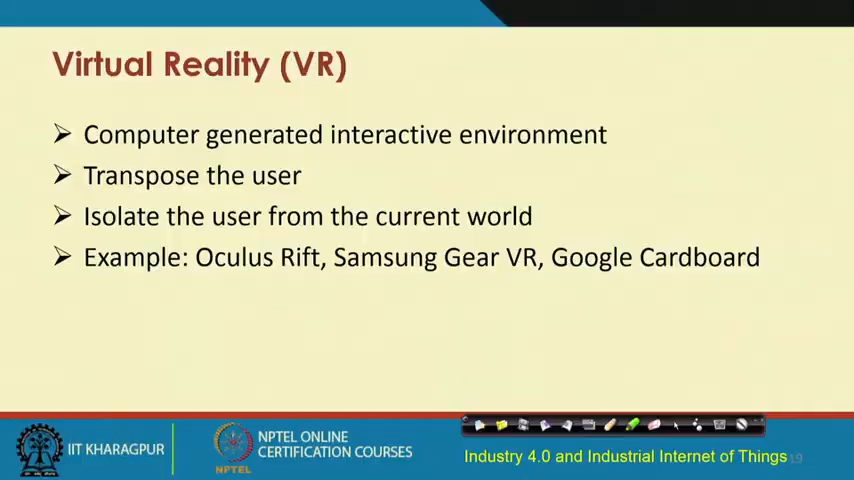 Virtual Reality (VR)
➢ Computer generated interactive environment
➢ Transpose the user
➢ Isolate the user from the current world
➢ Example: Oculus Rift, Samsung Gear VR, Google Cardboard
IIT KHARAGPUR
NPTEL
NPTEL ONLINE
CERTIFICATION COURSES
Industry 4.0 and Industrial Internet of Things
19